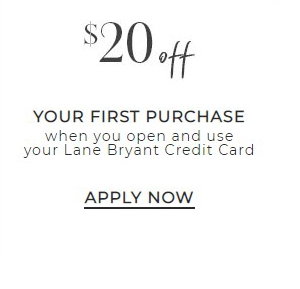 $20 off
YOUR FIRST PURCHASE
when you open and use
your Lane Bryant Credit Card
APPLY NOW